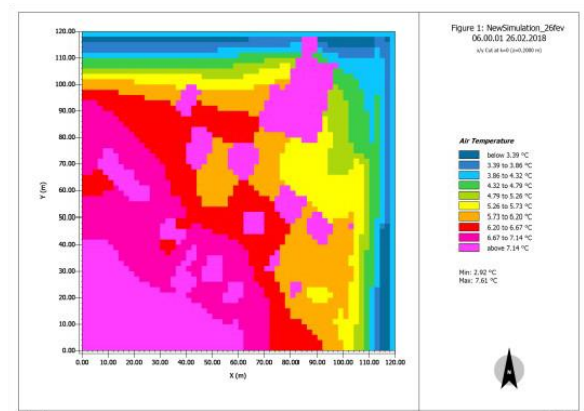 Figure 1: NewSimulation_26fev
06.00.01 26.02.2018
x/y Cut at k=0 (z=0.2000 m)
120.00
110.00
100.00
90.00
80.00
70.00
60.00
50.00
40.00
30.00
20.00
10.00
0.00
Y (m)
0.00 10.00 20.00 30.00 40.00 50.00 60.00 70.00 80.00 90.00 100.00 110.00 120.00
X (m)
Air Temperature
below 3.39 °C
3.39 to 3.86 °C
3.86 to 4.32 °C
4.32 to 4.79 °C
4.79 to 5.26 °C
5.26 to 5.73 °C
5.73 to 6.20 °C
6.20 to 6.67 °C
6.67 to 7.14 °C
above 7.14 °C
Min: 2.92 °C
Max: 7.61 °C
N